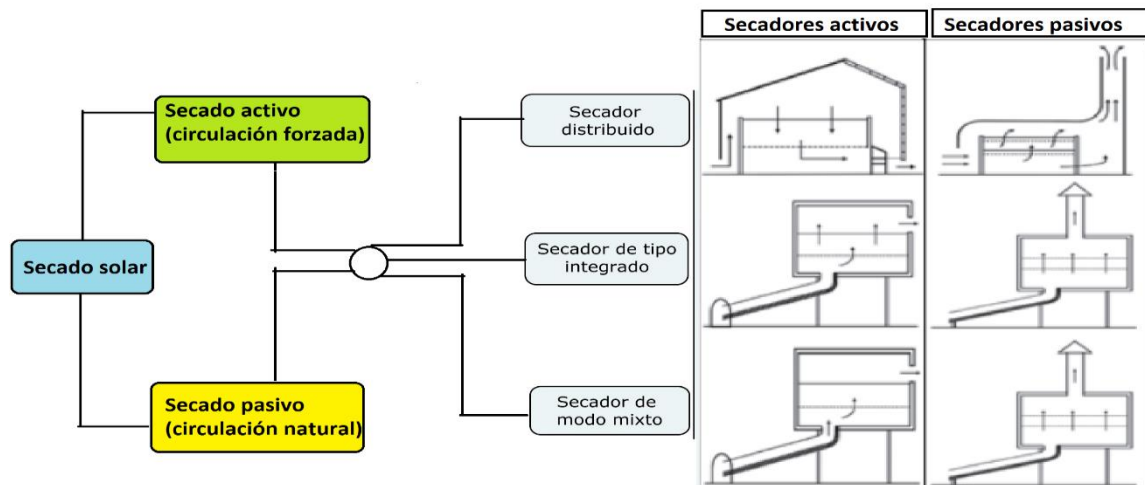 Secadores activos
Secadores pasivos
Secado activo
(circulación forzada)
Secador
distribuido
Secado solar
Secador de tipo
integrado
Secado pasivo
(circulación natural)
Secador de
modo mixto